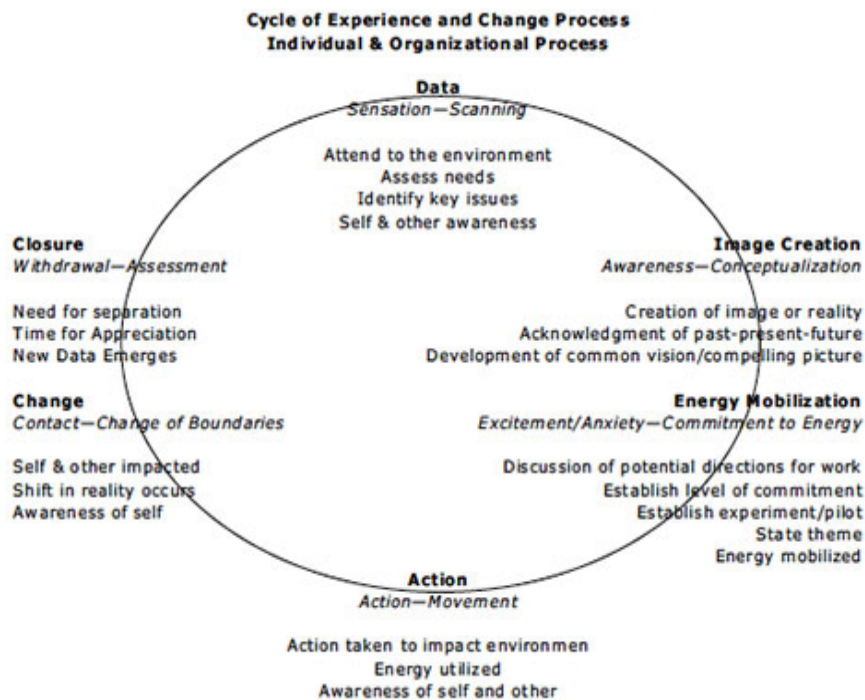 Cycle of Experience and Change Process
Individual & Organizational Process
Data
Sensation—Scanning
Attend to the environment
Assess needs
Identify key issues
Self & other awareness
Image Creation
Awareness—Conceptualization
Creation of image or reality
Acknowledgment of past-present-future
Development of common vision/compelling picture
Energy Mobilization
Excitement/Anxiety—Commitment to Energy
Discussion of potential directions for work
Establish level of commitment
Establish experiment/pilot
State theme
Energy mobilized
Action
Action—Movement
Action taken to impact environmen
Energy utilized
Awareness of self and other
Change
Contact—Change of Boundaries
Self & other impacted
Shift in reality occurs
Awareness of self
Closure
Withdrawal—Assessment
Need for separation
Time for Appreciation
New Data Emerges